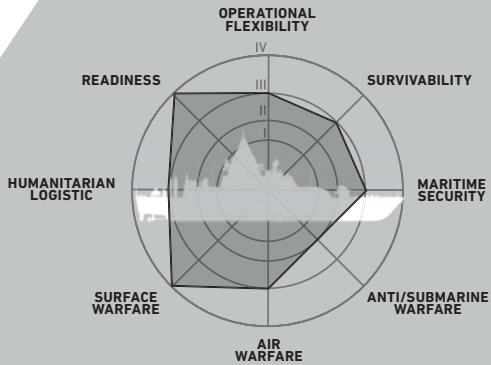 OPERATIONAL
FLEXIBILITY
IV
READINESS
SURVIVABILITY
III
II
I
HUMANITARIAN
LOGISTIC
MARITIME
SECURITY
SURFACE
WARFARE
ANTI/SUBMARINE
WARFARE
AIR
WARFARE